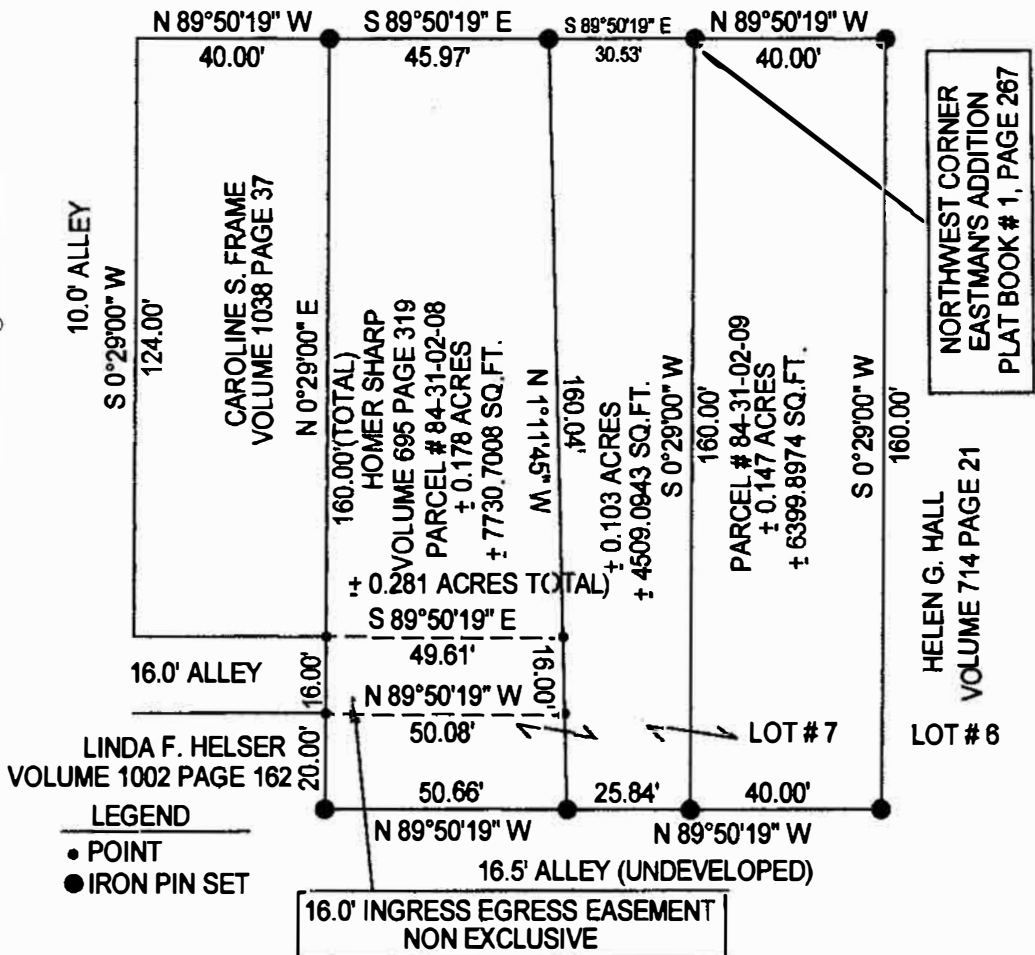 N 89°50'19" W
40.00'
S 89°50'19" E
45.97'
S 89°50'19" E
30.53'
N 89°50'19" W
40.00'
NORTHWEST CORNER
EASTMAN'S ADDITION
PLAT BOOK # 1, PAGE 267
10.0' ALLEY
S 0°29'00" W
124.00'
CAROLINE S. FRAME
VOLUME 1038 PAGE 37
N 0°29'00" E
160.00'(TOTAL)
HOMER SHARP
VOLUME 695 PAGE 319
PARCEL # 84-31-02-08
± 0.178 ACRES
± 7730.7008 SQ.FT.
N 1°11'45" W
160.04'
± 0.103 ACRES
± 4509.0943 SQ.FT.
S 0°29'00" W
160.00'
PARCEL # 84-31-02-09
± 0.147 ACRES
± 6399.8974 SQ.FT.
S 0°29'00" W
160.00'
HELEN G. HALL
VOLUME 714 PAGE 21
± 0.281 ACRES TOTAL)
S 89°50'19" E
49.61'
16.0' ALLEY
16.00'
16.00'
N 89°50'19" W
50.08'
LOT # 7
LOT # 6
LINDA F. HELSER
VOLUME 1002 PAGE 162
20.00'
50.66'
25.84'
40.00'
N 89°50'19" W
N 89°50'19" W
LEGEND
POINT
IRON PIN SET
16.5' ALLEY (UNDEVELOPED)
16.0' INGRESS EGRESS EASEMENT
NON EXCLUSIVE